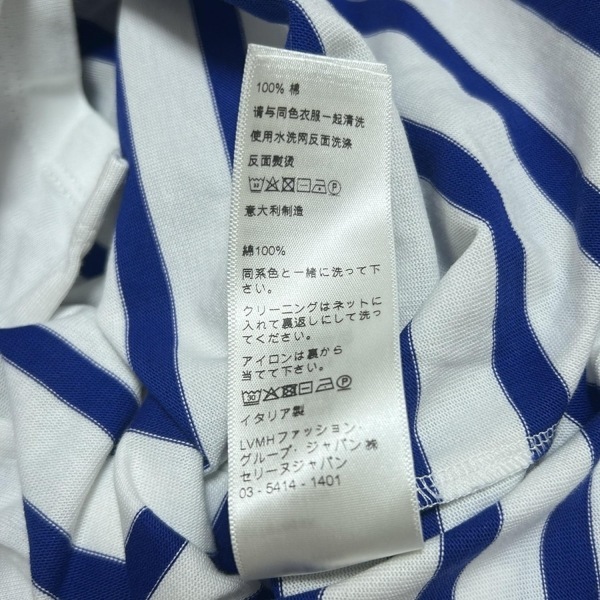 100% 棉
请与同色衣服一起清洗
使用水洗网反面洗涤
反面熨烫
意大利制造
綿100%
同系色と一緒に洗って下
さい。
クリーニングはネットに
入れて裏返しにして洗っ
てください。
アイロンは裏から
当てて下さい。
イタリア製
LVMHファッション・
グループ・ジャパン㈱
セリーヌジャパン
03 - 5414 - 1401